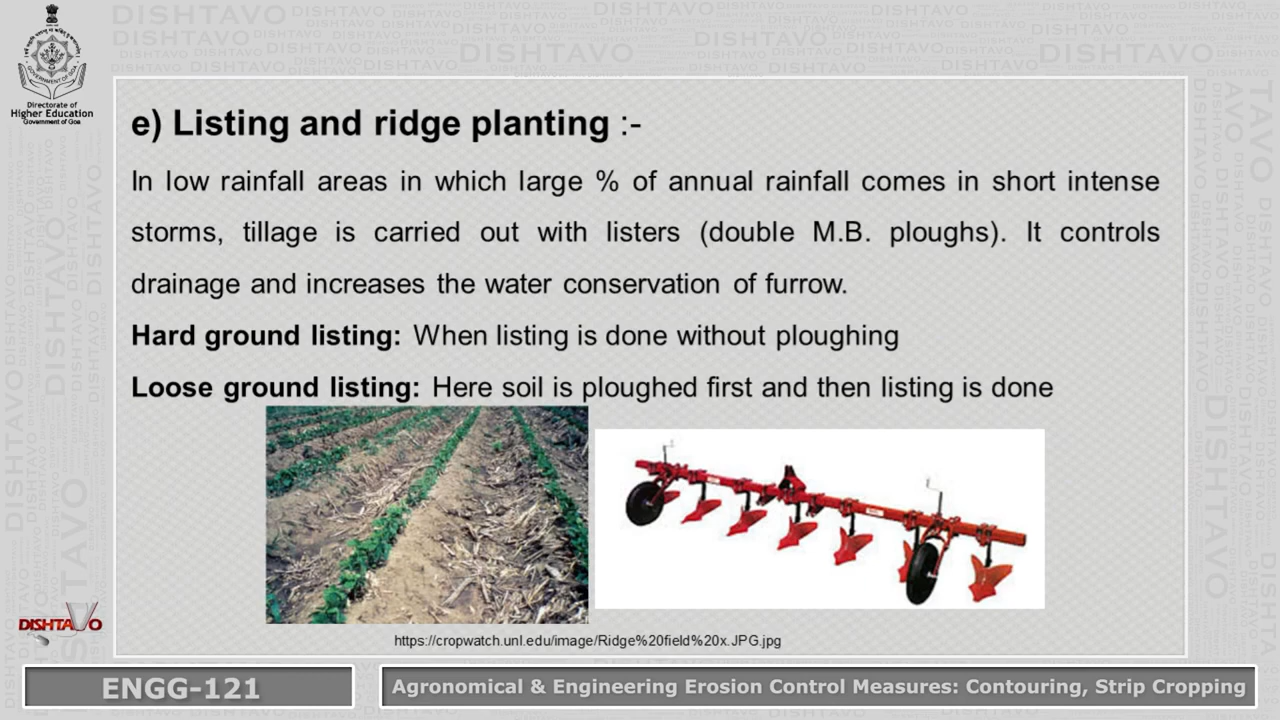 Directorate of
Higher Education
Government of Goa
e) Listing and ridge planting :-
In low rainfall areas in which large % of annual rainfall comes in short intense
storms, tillage is carried out with listers (double M.B. ploughs). It controls
drainage and increases the water conservation of furrow.
Hard ground listing: When listing is done without ploughing
Loose ground listing: Here soil is ploughed first and then listing is done
https://cropwatch.unl.edu/image/Ridge%20field%20x.JPG.jpg
DISHTAVO
ENGG-121
Agronomical & Engineering Erosion Control Measures: Contouring, Strip Cropping